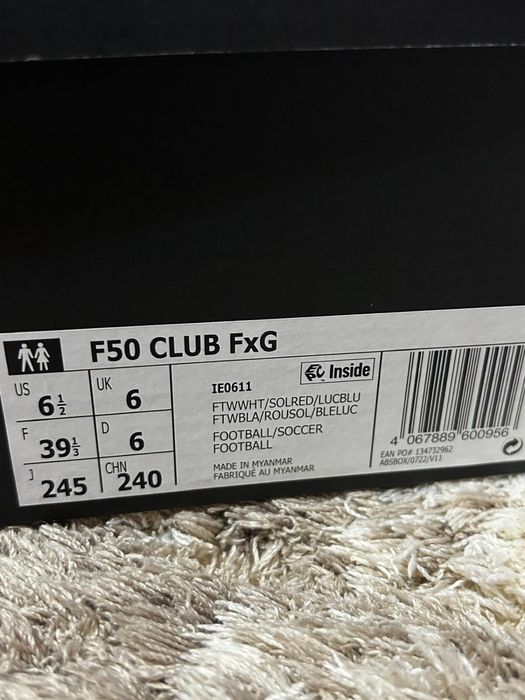 F50 CLUB FxG
US 6½
UK 6
F 39⅓
D 6
J 245
CHN 240
Inside
IE0611
FTWWHT/SOLRED/LUCBLU
FTWBLA/ROUSOL/BLELUC
FOOTBALL/SOCCER
FOOTBALL
MADE IN MYANMAR
FABRIQUÉ AU MYANMAR
4 067889 600956
EAN PO# 134732962
ABSBOX/0722/V11